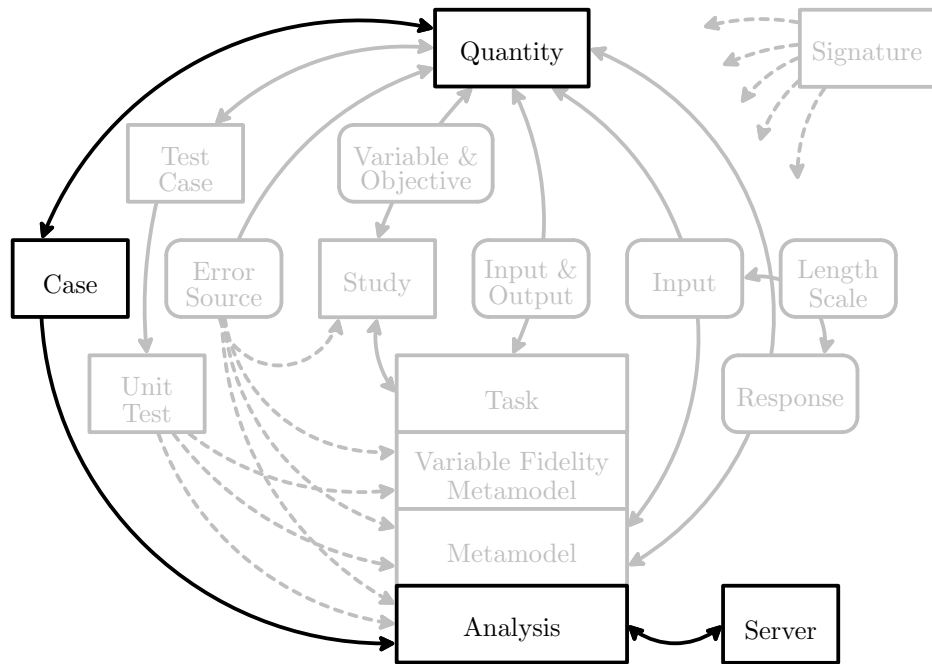 Quantity
Signature
Test
Case
Variable &
Objective
Case
Error
Source
Study
Input &
Output
Input
Length
Scale
Unit
Test
Task
Response
Variable Fidelity
Metamodel
Metamodel
Analysis
Server